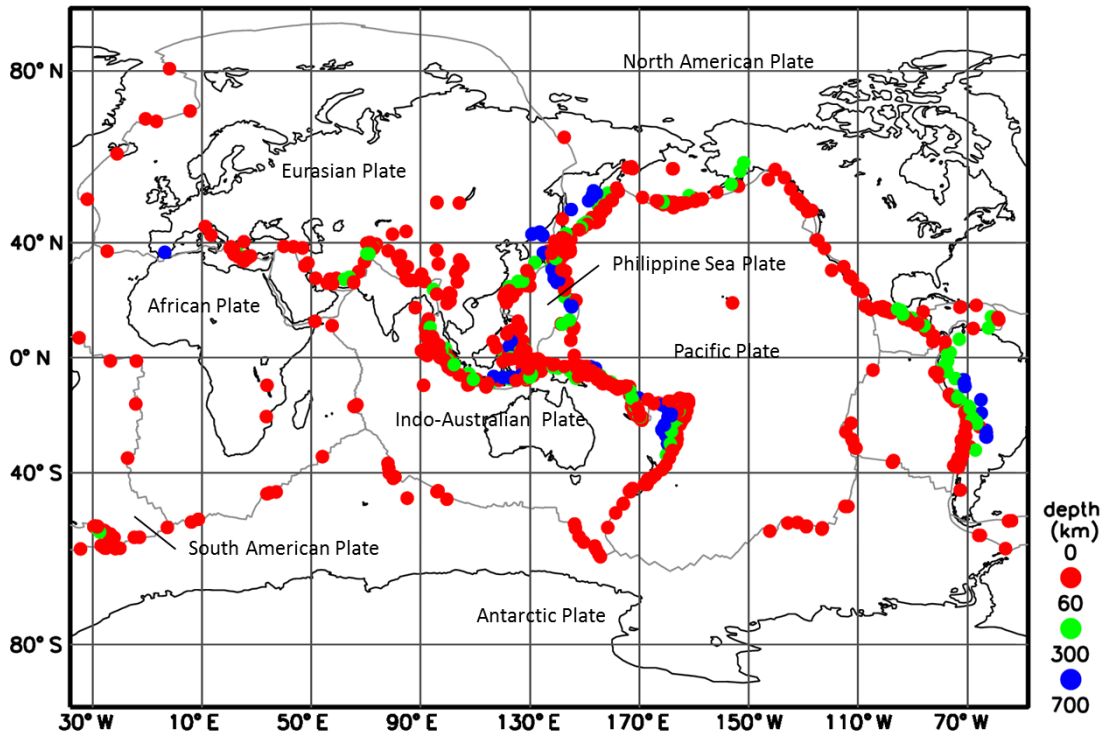 North American Plate
80° N
Eurasian Plate
40° N
Philippine Sea Plate
African Plate
Pacific Plate
0° N
Indo-Australian Plate
40° S
depth
(km)
0
South American Plate
60
Antarctic Plate
300
80° S
700
30° W 10° E 50° E 90° E 130° E 170° E 150° W 110° W 70° W